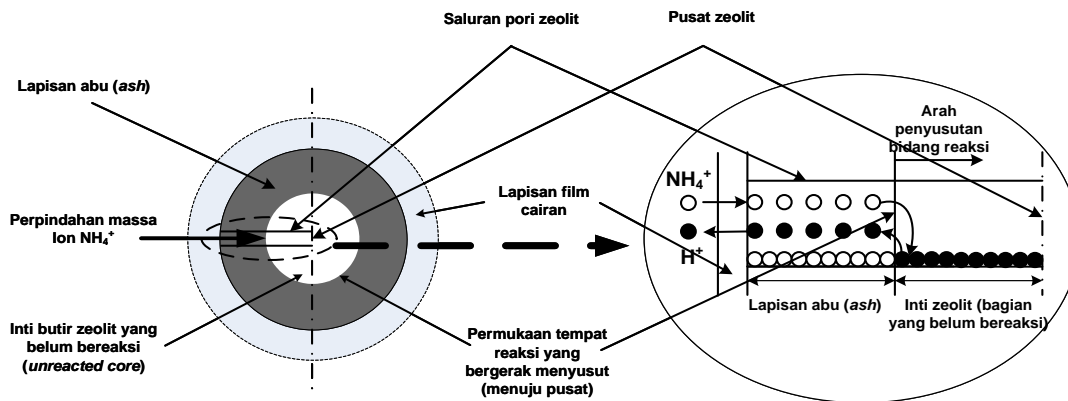 Saluran pori zeolit
Pusat zeolit
Lapisan abu (ash)
Arah
penyusutan
bidang reaksi
NH₄⁺
Lapisan film
cairan
Perpindahan massa
Ion NH₄⁺
H⁺
Lapisan abu (ash)
Inti zeolit (bagian
yang belum bereaksi)
Inti butir zeolit yang
belum bereaksi
(unreacted core)
Permukaan tempat
reaksi yang
bergerak menyusut
(menuju pusat)